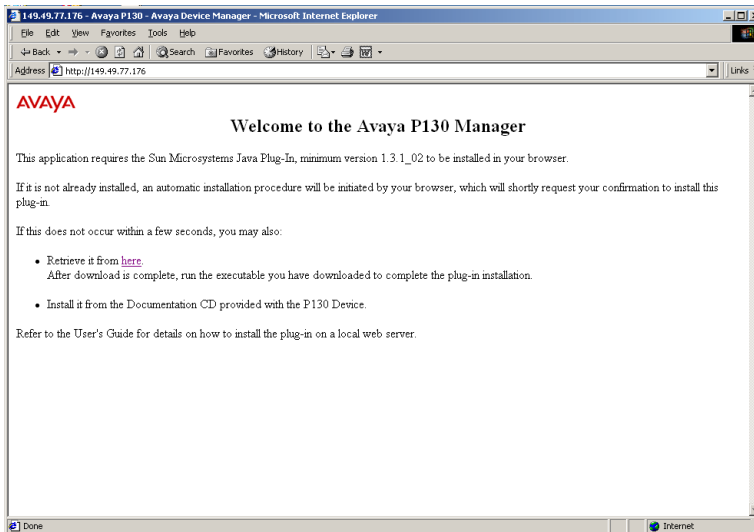 149.49.77.176 - Avaya P130 - Avaya Device Manager - Microsoft Internet Explorer
File Edit View Favorites Tools Help
Back Search Favorites History
Address http://149.49.77.176 Links
AVAYA
Welcome to the Avaya P130 Manager
This application requires the Sun Microsystems Java Plug-In, minimum version 1.3.1_02 to be installed in your browser.
If it is not already installed, an automatic installation procedure will be initiated by your browser, which will shortly request your confirmation to install this
plug-in.
If this does not occur within a few seconds, you may also:
• Retrieve it from here.
After download is complete, run the executable you have downloaded to complete the plug-in installation.
• Install it from the Documentation CD provided with the P130 Device.
Refer to the User's Guide for details on how to install the plug-in on a local web server.
Done Internet